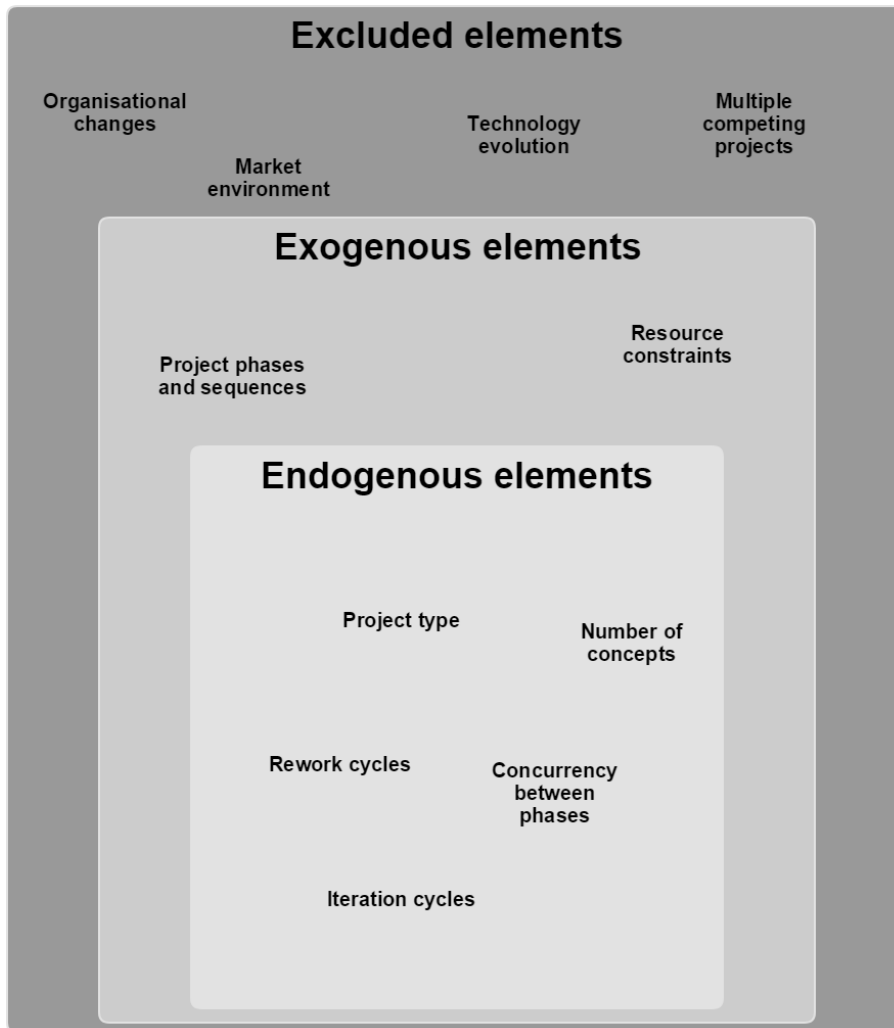 Excluded elements
Organisational
changes
Market
environment
Technology
evolution
Multiple
competing
projects
Exogenous elements
Project phases
and sequences
Resource
constraints
Endogenous elements
Project type
Number of
concepts
Rework cycles
Concurrency
between
phases
Iteration cycles